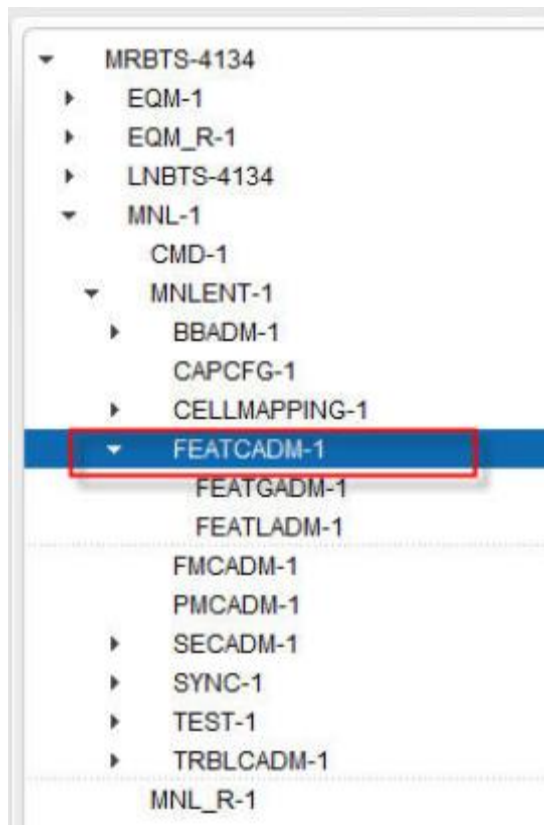 MRBTS-4134
EQM-1
EQM_R-1
LNBTS-4134
MNL-1
CMD-1
MNLENT-1
BBADM-1
CAPCFG-1
CELLMAPPING-1
FEATCADM-1
FEATGADM-1
FEATLADM-1
FMCADM-1
PMCADM-1
SECADM-1
SYNC-1
TEST-1
TRBLCADM-1
MNL_R-1